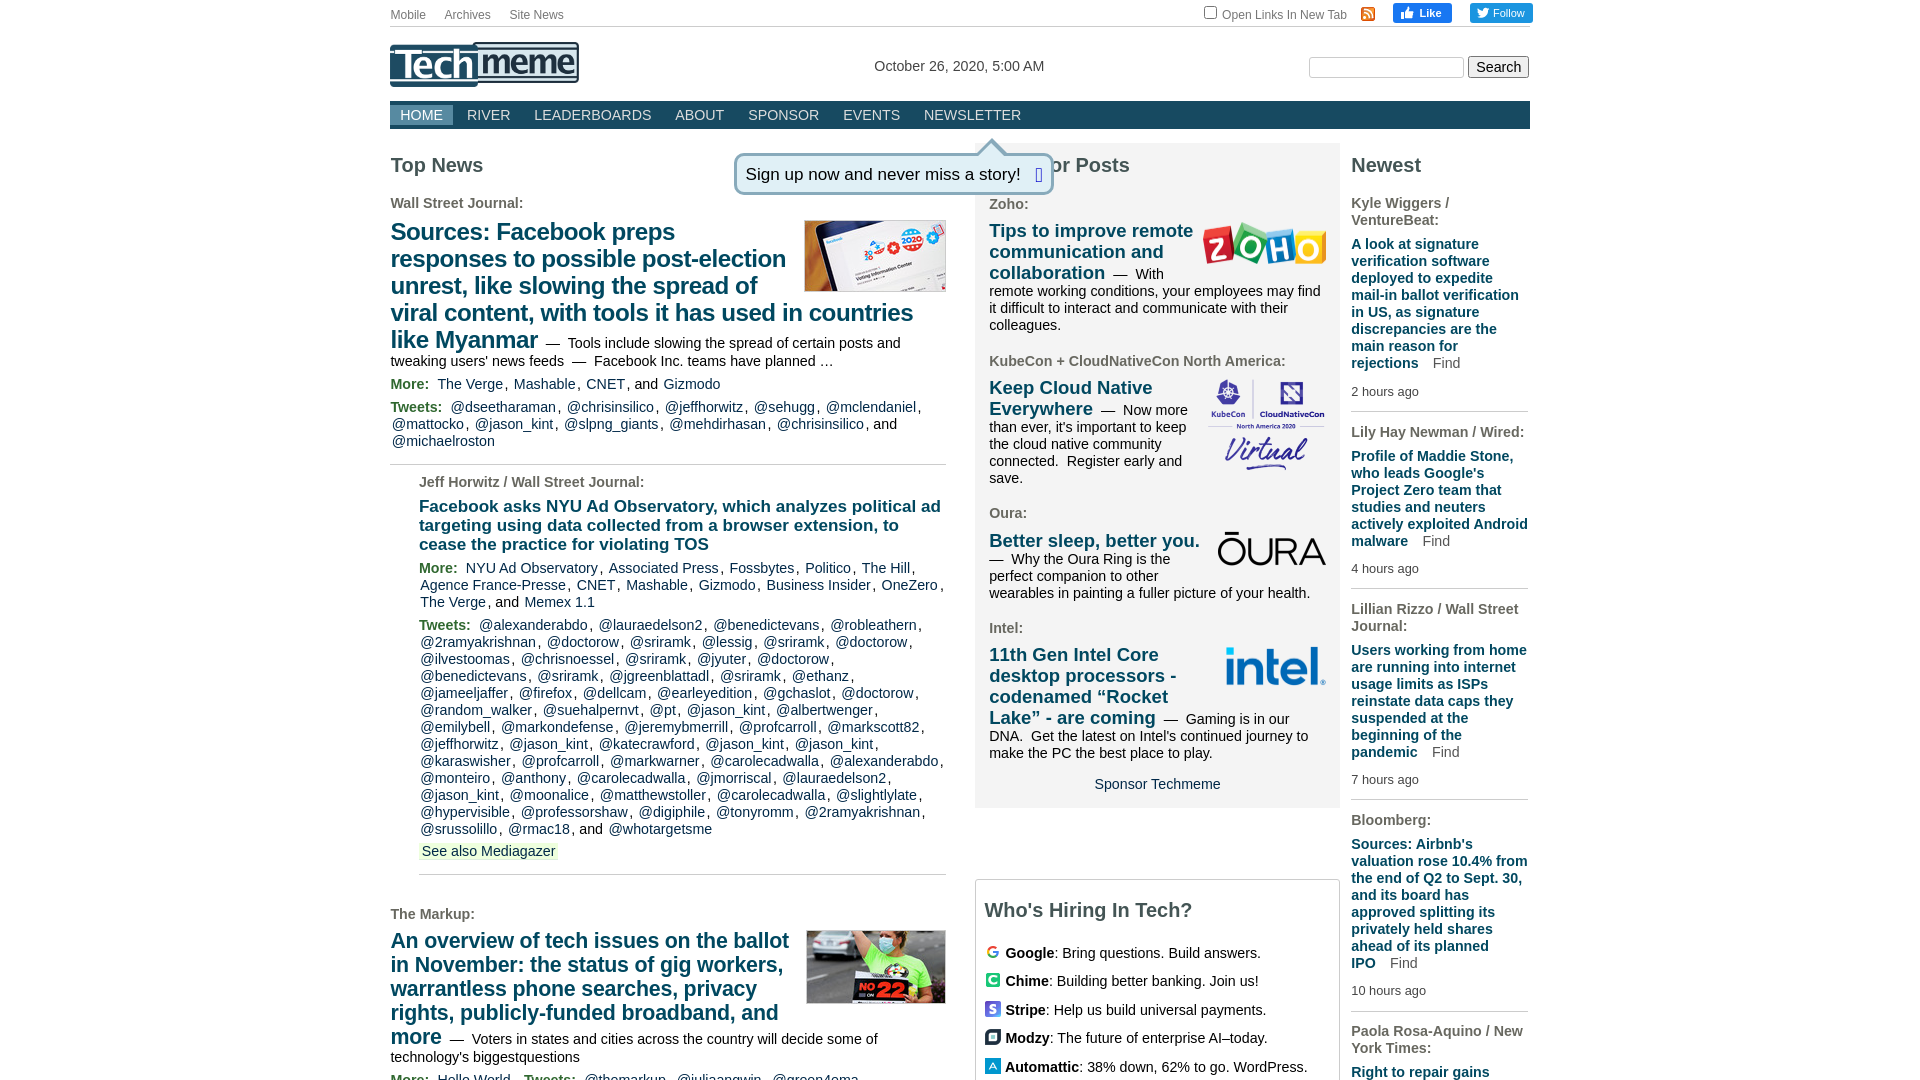 Mobile Archives Site News
Open Links In New Tab
Like
Follow
Techmeme
October 26, 2020, 5:00 AM
Search
HOME RIVER LEADERBOARDS ABOUT SPONSOR EVENTS NEWSLETTER
Sign up now and never miss a story!
Top News
Wall Street Journal:
Sources: Facebook preps
responses to possible post-election
unrest, like slowing the spread of
viral content, with tools it has used in countries
like Myanmar — Tools include slowing the spread of certain posts and
tweaking users' news feeds — Facebook Inc. teams have planned …
More: The Verge, Mashable, CNET, and Gizmodo
Tweets: @dseetharaman, @chrisinsilico, @jeffhorwitz, @sehugg, @mclendaniel,
@mattocko, @jason_kint, @slpng_giants, @mehdirhasan, @chrisinsilico, and
@michaelroston
Jeff Horwitz / Wall Street Journal:
Facebook asks NYU Ad Observatory, which analyzes political ad
targeting using data collected from a browser extension, to
cease the practice for violating TOS
More: NYU Ad Observatory, Associated Press, Fossbytes, Politico, The Hill,
Agence France-Presse, CNET, Mashable, Gizmodo, Business Insider, OneZero,
The Verge, and Memex 1.1
Tweets: @alexanderabdo, @lauraedelson2, @benedictevans, @robleathern,
@2ramyakrishnan, @doctorow, @sriramk, @lessig, @sriramk, @doctorow,
@ilvestoomas, @chrisnoessel, @sriramk, @jyuter, @doctorow,
@benedictevans, @sriramk, @jgreenblattadl, @sriramk, @ethanz,
@jameeljaffer, @firefox, @dellcam, @earleyedition, @gchaslot, @doctorow,
@random_walker, @suehalpernvt, @pt, @jason_kint, @albertwenger,
@emilybell, @markondefense, @jeremybmerrill, @profcarroll, @markscott82,
@jeffhorwitz, @jason_kint, @katecrawford, @jason_kint, @jason_kint,
@karaswisher, @profcarroll, @markwarner, @carolecadwalla, @alexanderabdo,
@monteiro, @anthony, @carolecadwalla, @jmorriscal, @lauraedelson2,
@jason_kint, @moonalice, @matthewstoller, @carolecadwalla, @slightlylate,
@hypervisible, @professorshaw, @digiphile, @tonyromm, @2ramyakrishnan,
@srussolillo, @rmac18, and @whotargetsme
See also Mediagazer
The Markup:
An overview of tech issues on the ballot
in November: the status of gig workers,
warrantless phone searches, privacy
rights, publicly-funded broadband, and
more — Voters in states and cities across the country will decide some of
technology's biggestquestions
NO
ON 22
More: Hello World Tweets: @themarkup, @juliaangwin, @green4ema
or Posts
Zoho:
Tips to improve remote
communication and
collaboration — With
remote working conditions, your employees may find
it difficult to interact and communicate with their
colleagues.
ZOHO
KubeCon + CloudNativeCon North America:
Keep Cloud Native
Everywhere — Now more
than ever, it's important to keep
the cloud native community
connected. Register early and
save.
KubeCon CloudNativeCon
North America 2020
Virtual
Oura:
Better sleep, better you.
— Why the Oura Ring is the
perfect companion to other
wearables in painting a fuller picture of your health.
ŌURA
Intel:
11th Gen Intel Core
desktop processors -
codenamed “Rocket
Lake” - are coming — Gaming is in our
DNA. Get the latest on Intel's continued journey to
make the PC the best place to play.
intel.
Sponsor Techmeme
Who's Hiring In Tech?
Google: Bring questions. Build answers.
Chime: Building better banking. Join us!
Stripe: Help us build universal payments.
Modzy: The future of enterprise AI–today.
Automattic: 38% down, 62% to go. WordPress.
Newest
Kyle Wiggers /
VentureBeat:
A look at signature
verification software
deployed to expedite
mail-in ballot verification
in US, as signature
discrepancies are the
main reason for
rejections Find
2 hours ago
Lily Hay Newman / Wired:
Profile of Maddie Stone,
who leads Google's
Project Zero team that
studies and neuters
actively exploited Android
malware Find
4 hours ago
Lillian Rizzo / Wall Street
Journal:
Users working from home
are running into internet
usage limits as ISPs
reinstate data caps they
suspended at the
beginning of the
pandemic Find
7 hours ago
Bloomberg:
Sources: Airbnb's
valuation rose 10.4% from
the end of Q2 to Sept. 30,
and its board has
approved splitting its
privately held shares
ahead of its planned
IPO Find
10 hours ago
Paola Rosa-Aquino / New
York Times:
Right to repair gains